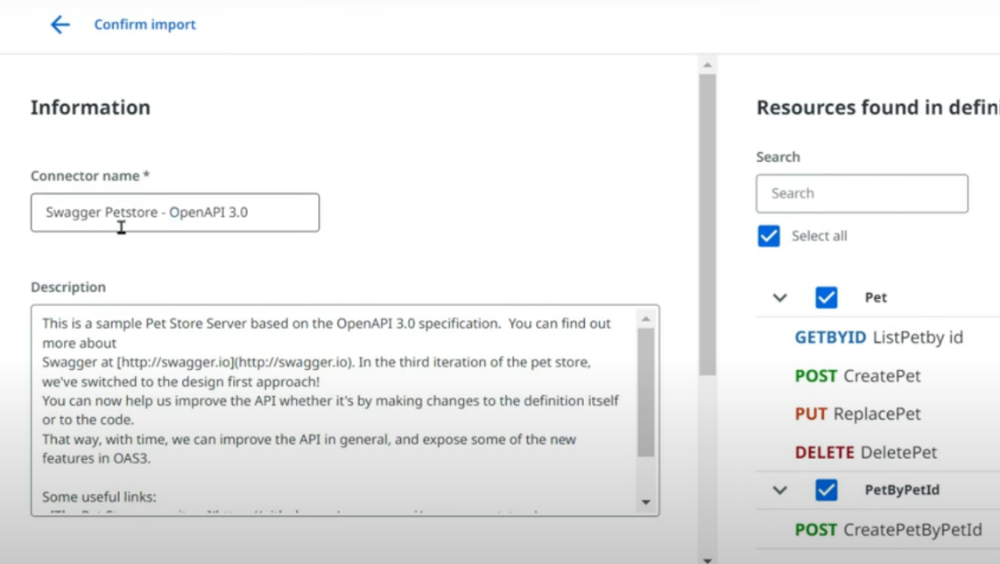 Confirm import
Information
Connector name *
Swagger Petstore - OpenAPI 3.0
Description
This is a sample Pet Store Server based on the OpenAPI 3.0 specification.  You can find out
more about
Swagger at [http://swagger.io](http://swagger.io). In the third iteration of the pet store,
we've switched to the design first approach!
You can now help us improve the API whether it's by making changes to the definition itself
or to the code.
That way, with time, we can improve the API in general, and expose some of the new
features in OAS3.
Some useful links:
Resources found in defini
Search
Search
Select all
Pet
GETBYID ListPetby id
POST CreatePet
PUT ReplacePet
DELETE DeletePet
PetByPetId
POST CreatePetByPetId